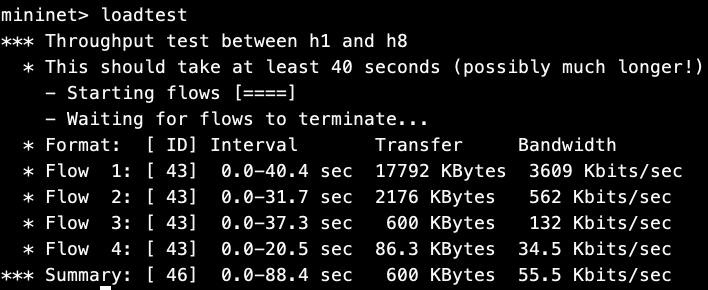 mininet> loadtest
*** Throughput test between h1 and h8
  * This should take at least 40 seconds (possibly much longer!)
    - Starting flows [====]
    - Waiting for flows to terminate...
  * Format:  [ ID] Interval       Transfer     Bandwidth
  * Flow  1: [ 43]  0.0-40.4 sec  17792 KBytes  3609 Kbits/sec
  * Flow  2: [ 43]  0.0-31.7 sec  2176 KBytes   562 Kbits/sec
  * Flow  3: [ 43]  0.0-37.3 sec   600 KBytes   132 Kbits/sec
  * Flow  4: [ 43]  0.0-20.5 sec  86.3 KBytes  34.5 Kbits/sec
*** Summary: [ 46]  0.0-88.4 sec   600 KBytes  55.5 Kbits/sec